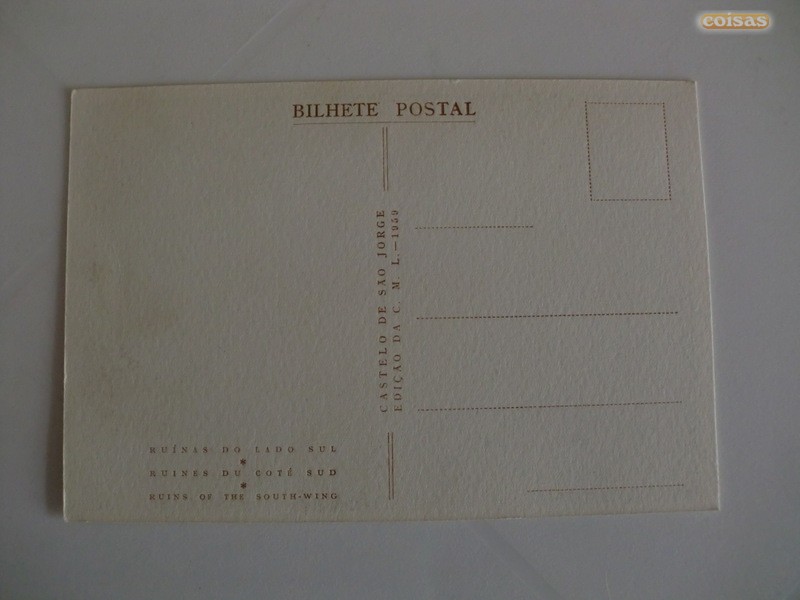 coisas
BILHETE POSTAL
CASTELO DE SÃO JORGE
EDIÇÃO DA C. M. L.—1959
RUÍNAS DO LADO SUL
*
RUINES DU COTÉ SUD
*
RUINS OF THE SOUTH-WING